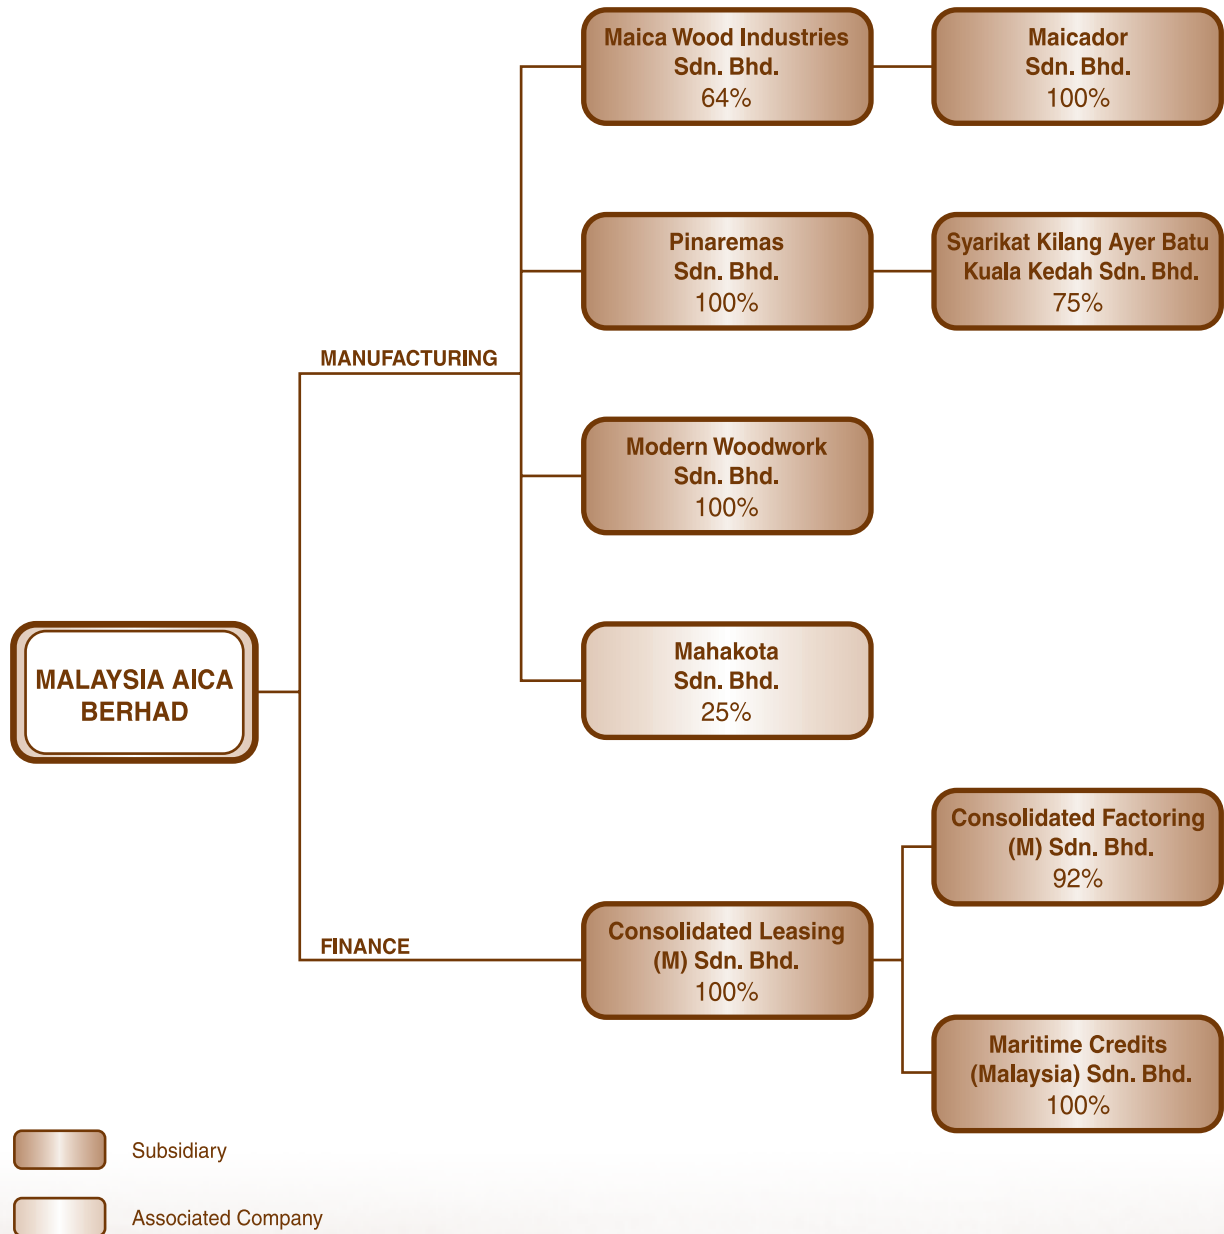 Maica Wood Industries
Sdn. Bhd.
64%
Maicador
Sdn. Bhd.
100%
Pinaremas
Sdn. Bhd.
100%
Syarikat Kilang Ayer Batu
Kuala Kedah Sdn. Bhd.
75%
MANUFACTURING
Modern Woodwork
Sdn. Bhd.
100%
MALAYSIA AICA
BERHAD
Mahakota
Sdn. Bhd.
25%
Consolidated Factoring
(M) Sdn. Bhd.
92%
FINANCE
Consolidated Leasing
(M) Sdn. Bhd.
100%
Maritime Credits
(Malaysia) Sdn. Bhd.
100%
Subsidiary
Associated Company